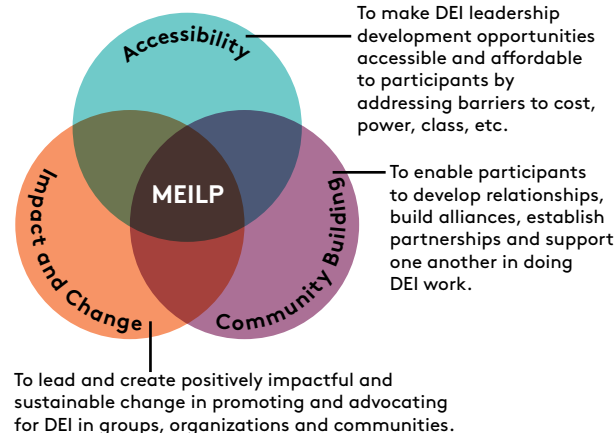 Accessibility
To make DEI leadership
development opportunities
accessible and affordable
to participants by
addressing barriers to cost,
power, class, etc.
MEILP
Impact and Change
Community Building
To enable participants
to develop relationships,
build alliances, establish
partnerships and support
one another in doing
DEI work.
To lead and create positively impactful and
sustainable change in promoting and advocating
for DEI in groups, organizations and communities.